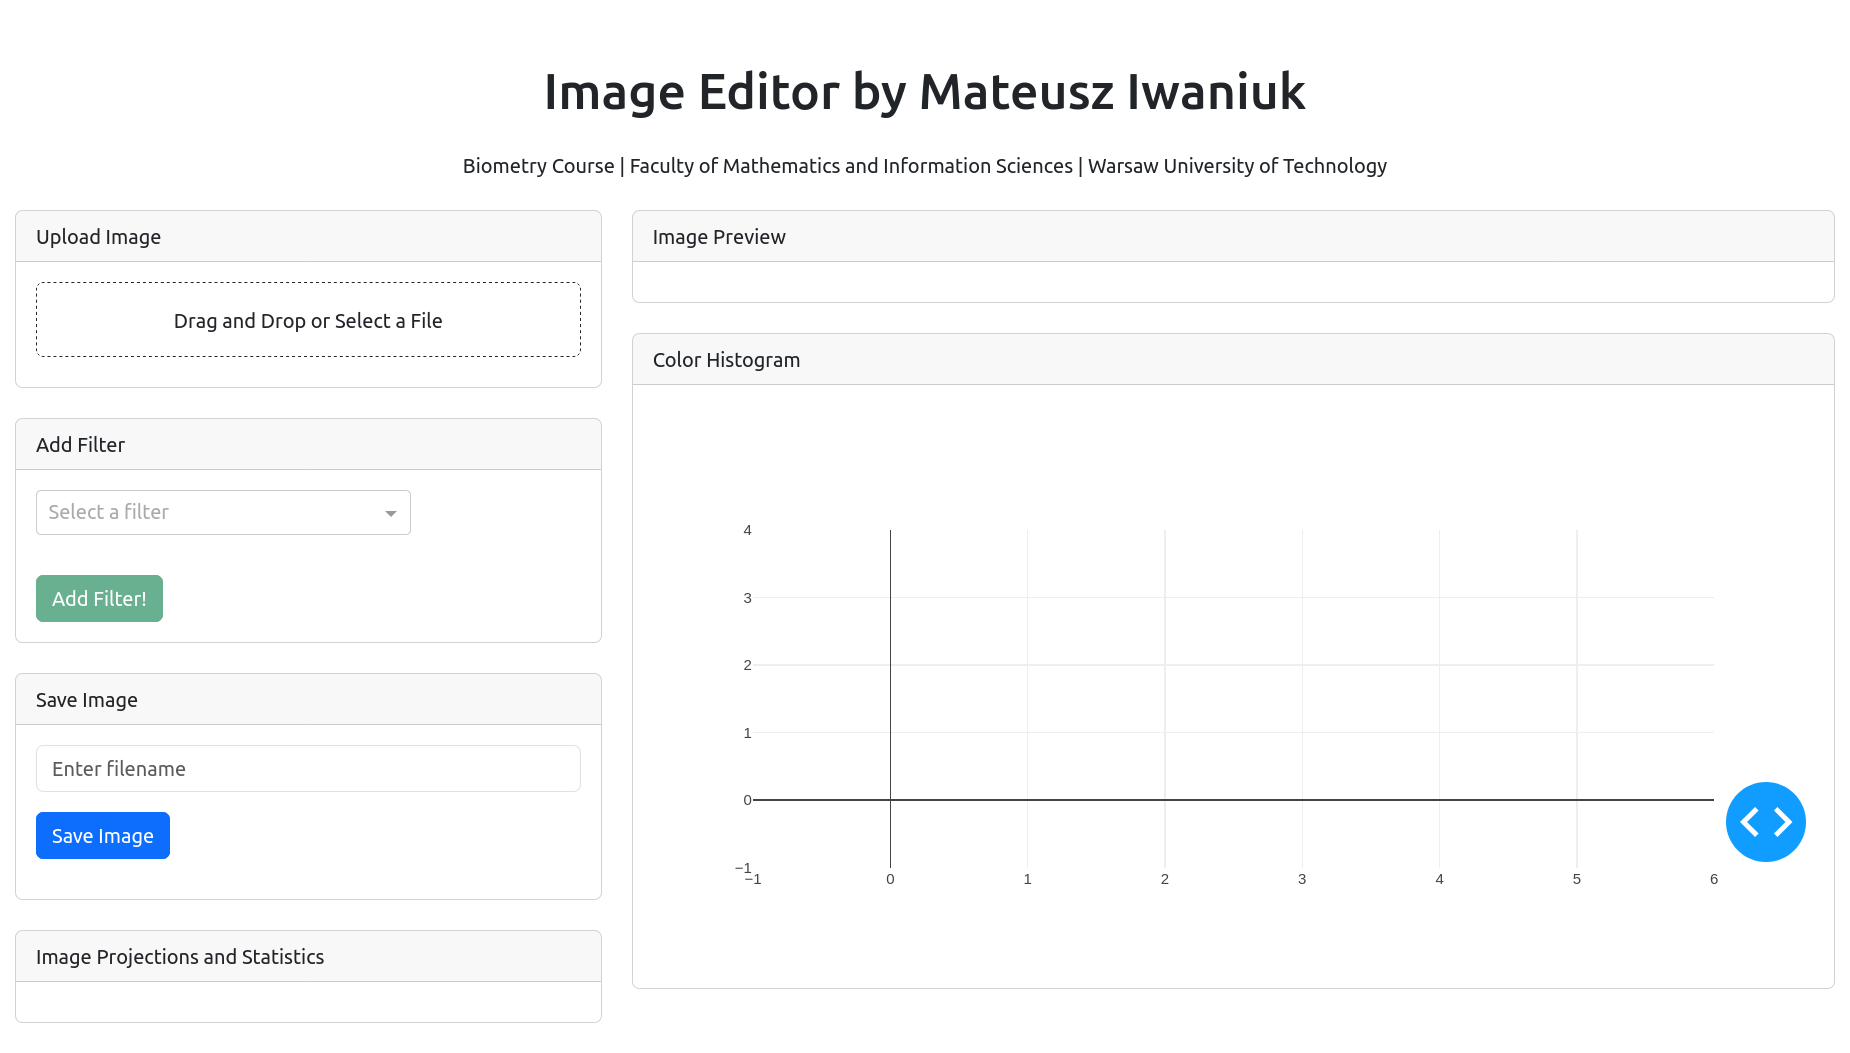 Image Editor by Mateusz Iwaniuk
Biometry Course | Faculty of Mathematics and Information Sciences | Warsaw University of Technology
Upload Image
Drag and Drop or Select a File
Add Filter
Select a filter
Add Filter!
Save Image
Enter filename
Save Image
Image Projections and Statistics
Image Preview
Color Histogram
4
3
2
1
0
−1
−1 0 1 2 3 4 5 6